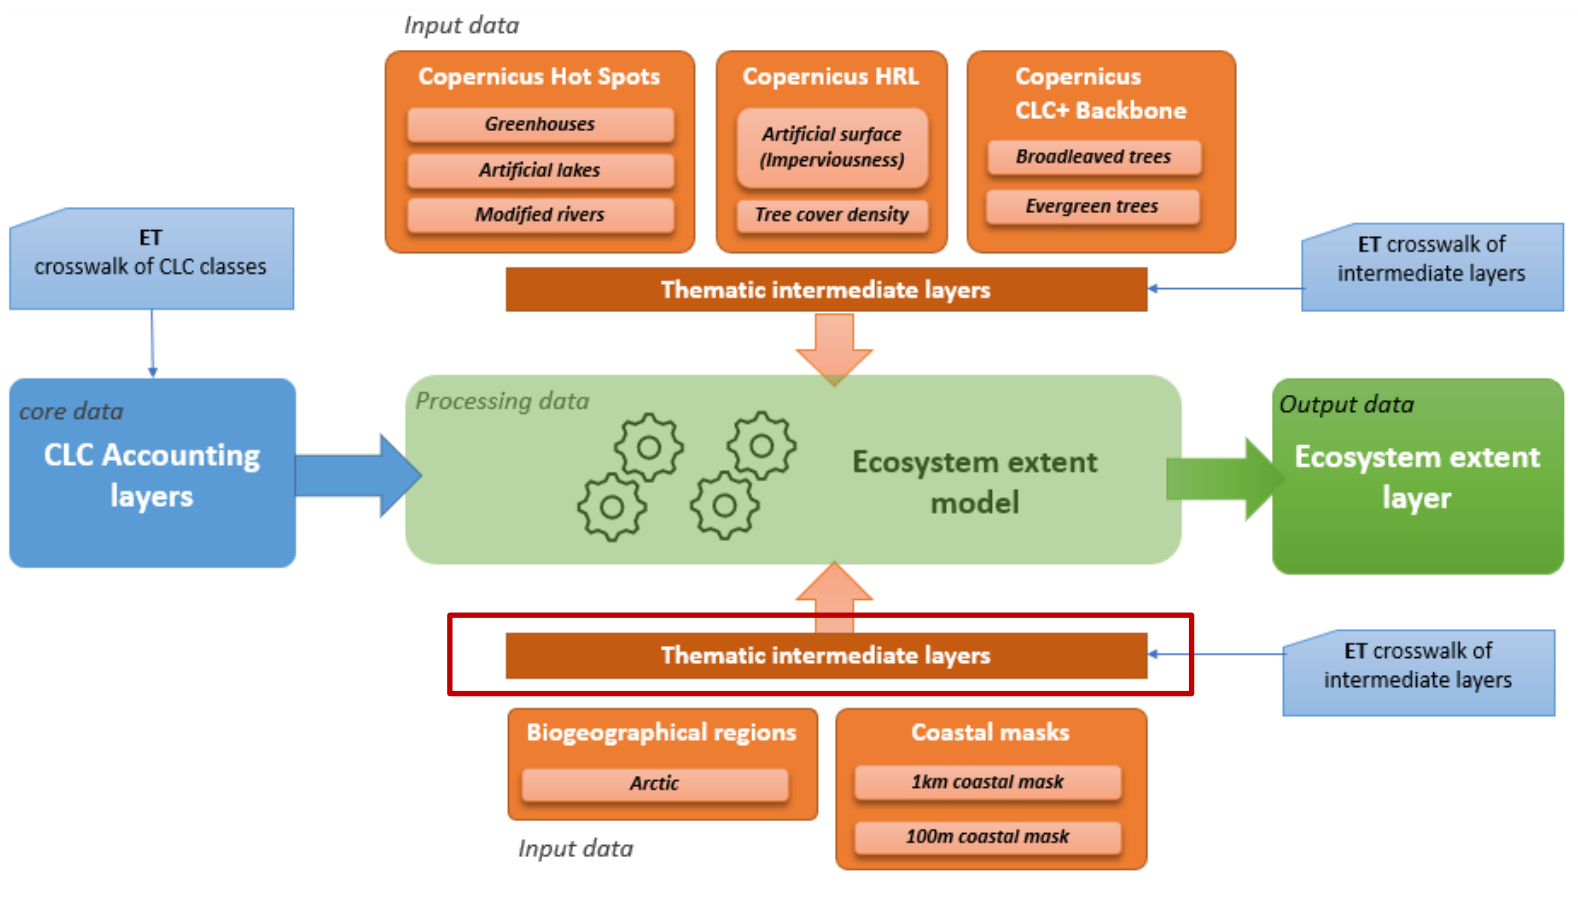 Input data
Copernicus Hot Spots
Greenhouses
Artificial lakes
Modified rivers
Copernicus HRL
Artificial surface
(Imperviousness)
Tree cover density
Copernicus
CLC+ Backbone
Broadleaved trees
Evergreen trees
ET
crosswalk of CLC classes
Thematic intermediate layers
ET crosswalk of
intermediate layers
core data
CLC Accounting
layers
Processing data
Ecosystem extent
model
Output data
Ecosystem extent
layer
Thematic intermediate layers
ET crosswalk of
intermediate layers
Biogeographical regions
Arctic
Input data
Coastal masks
1km coastal mask
100m coastal mask